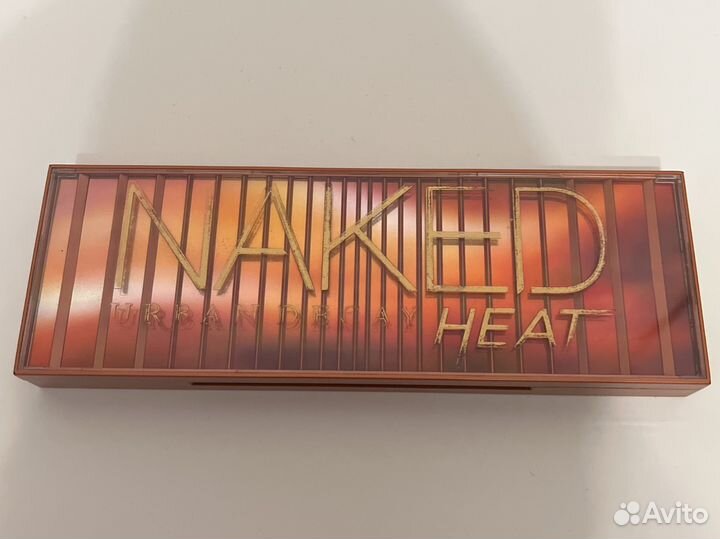 NAKED
URBAN DECAY
HEAT
Avito